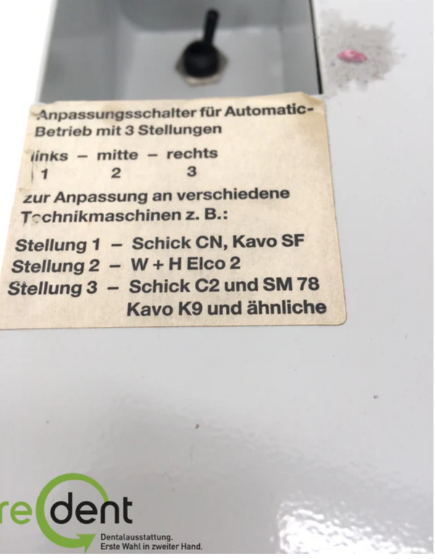 Anpassungsschalter für Automatic-
Betrieb mit 3 Stellungen
links – mitte – rechts
1 2 3
zur Anpassung an verschiedene
Technikmaschinen z. B.:
Stellung 1 – Schick CN, Kavo SF
Stellung 2 – W + H Elco 2
Stellung 3 – Schick C2 und SM 78
Kavo K9 und ähnliche
re dent
Dentalausstattung.
Erste Wahl in zweiter Hand.